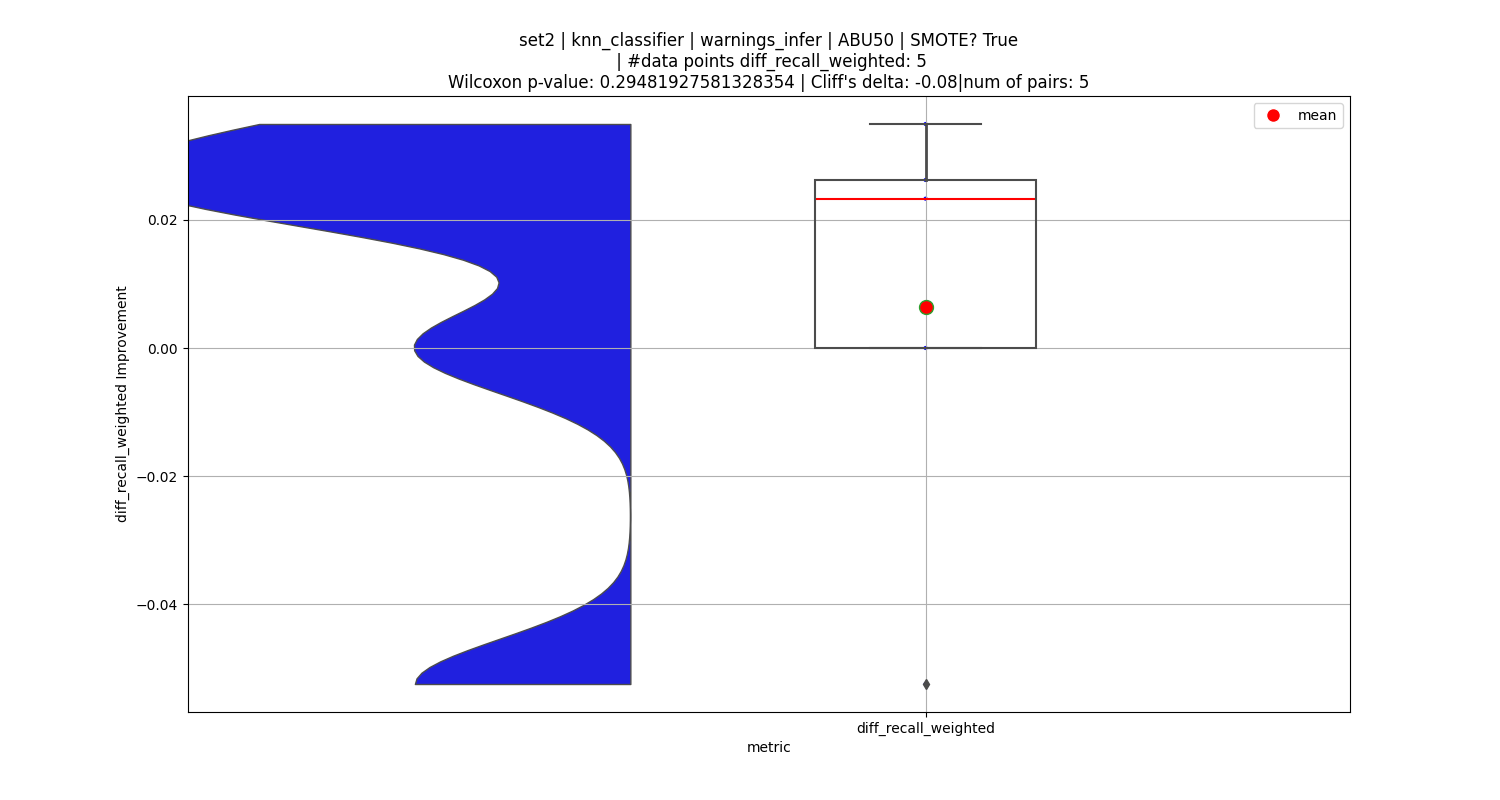 set2 | knn_classifier | warnings_infer | ABU50 | SMOTE? True
| #data points diff_recall_weighted: 5
Wilcoxon p-value: 0.29481927581328354 | Cliff's delta: -0.08|num of pairs: 5
mean
0.02
0.00
−0.02
−0.04
diff_recall_weighted Improvement
diff_recall_weighted
metric